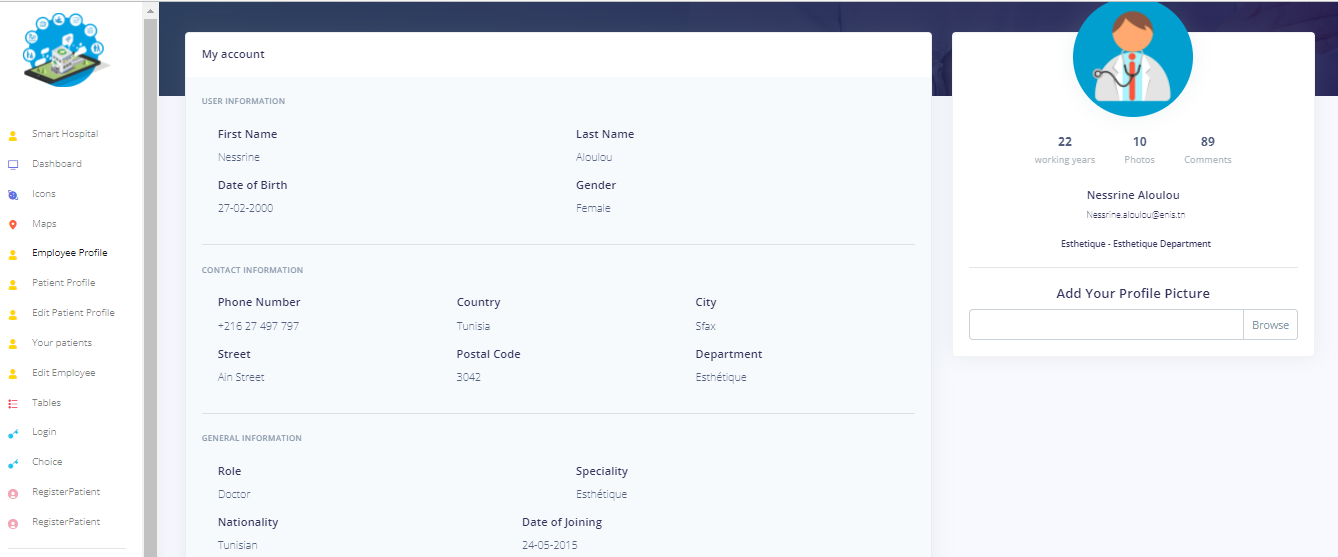 Smart Hospital
Dashboard
Icons
Maps
Employee Profile
Patient Profile
Edit Patient Profile
Your patients
Edit Employee
Tables
Login
Choice
RegisterPatient
RegisterPatient
My account
USER INFORMATION
First Name Last Name
Nessrine Aloulou
Date of Birth Gender
27-02-2000 Female
CONTACT INFORMATION
Phone Number Country City
+216 27 497 797 Tunisia Sfax
Street Postal Code Department
Ain Street 3042 Esthétique
GENERAL INFORMATION
Role Speciality
Doctor Esthétique
Nationality Date of Joining
Tunisian 24-05-2015
22 10 89
working years Photos Comments
Nessrine Aloulou
Nessrine.aloulou@enis.tn
Esthetique - Esthetique Department
Add Your Profile Picture
Browse